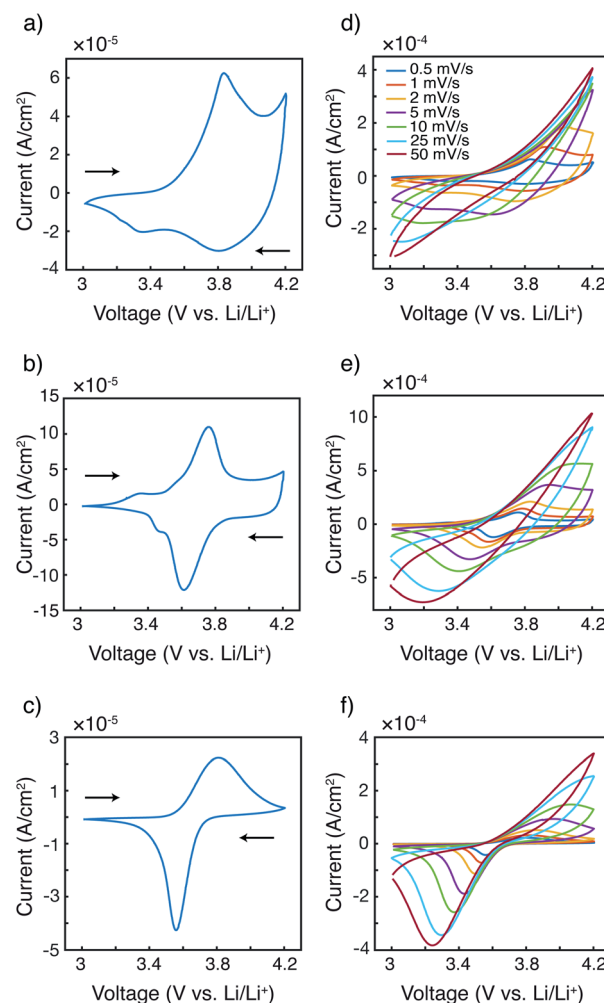 a)
×10⁻⁵
Current (A/cm²)
6
4
2
0
-2
-4
3
3.4
3.8
4.2
Voltage (V vs. Li/Li⁺)
d)
×10⁻⁴
Current (A/cm²)
4
2
0
-2
-4
0.5 mV/s
1 mV/s
2 mV/s
5 mV/s
10 mV/s
25 mV/s
50 mV/s
3
3.4
3.8
4.2
Voltage (V vs. Li/Li⁺)
b)
×10⁻⁵
Current (A/cm²)
15
10
5
0
-5
-10
-15
3
3.4
3.8
4.2
Voltage (V vs. Li/Li⁺)
e)
×10⁻⁴
Current (A/cm²)
10
5
0
-5
3
3.4
3.8
4.2
Voltage (V vs. Li/Li⁺)
c)
×10⁻⁵
Current (A/cm²)
3
1
-1
-3
-5
3
3.4
3.8
4.2
Voltage (V vs. Li/Li⁺)
f)
×10⁻⁴
Current (A/cm²)
4
2
0
-2
-4
3
3.4
3.8
4.2
Voltage (V vs. Li/Li⁺)